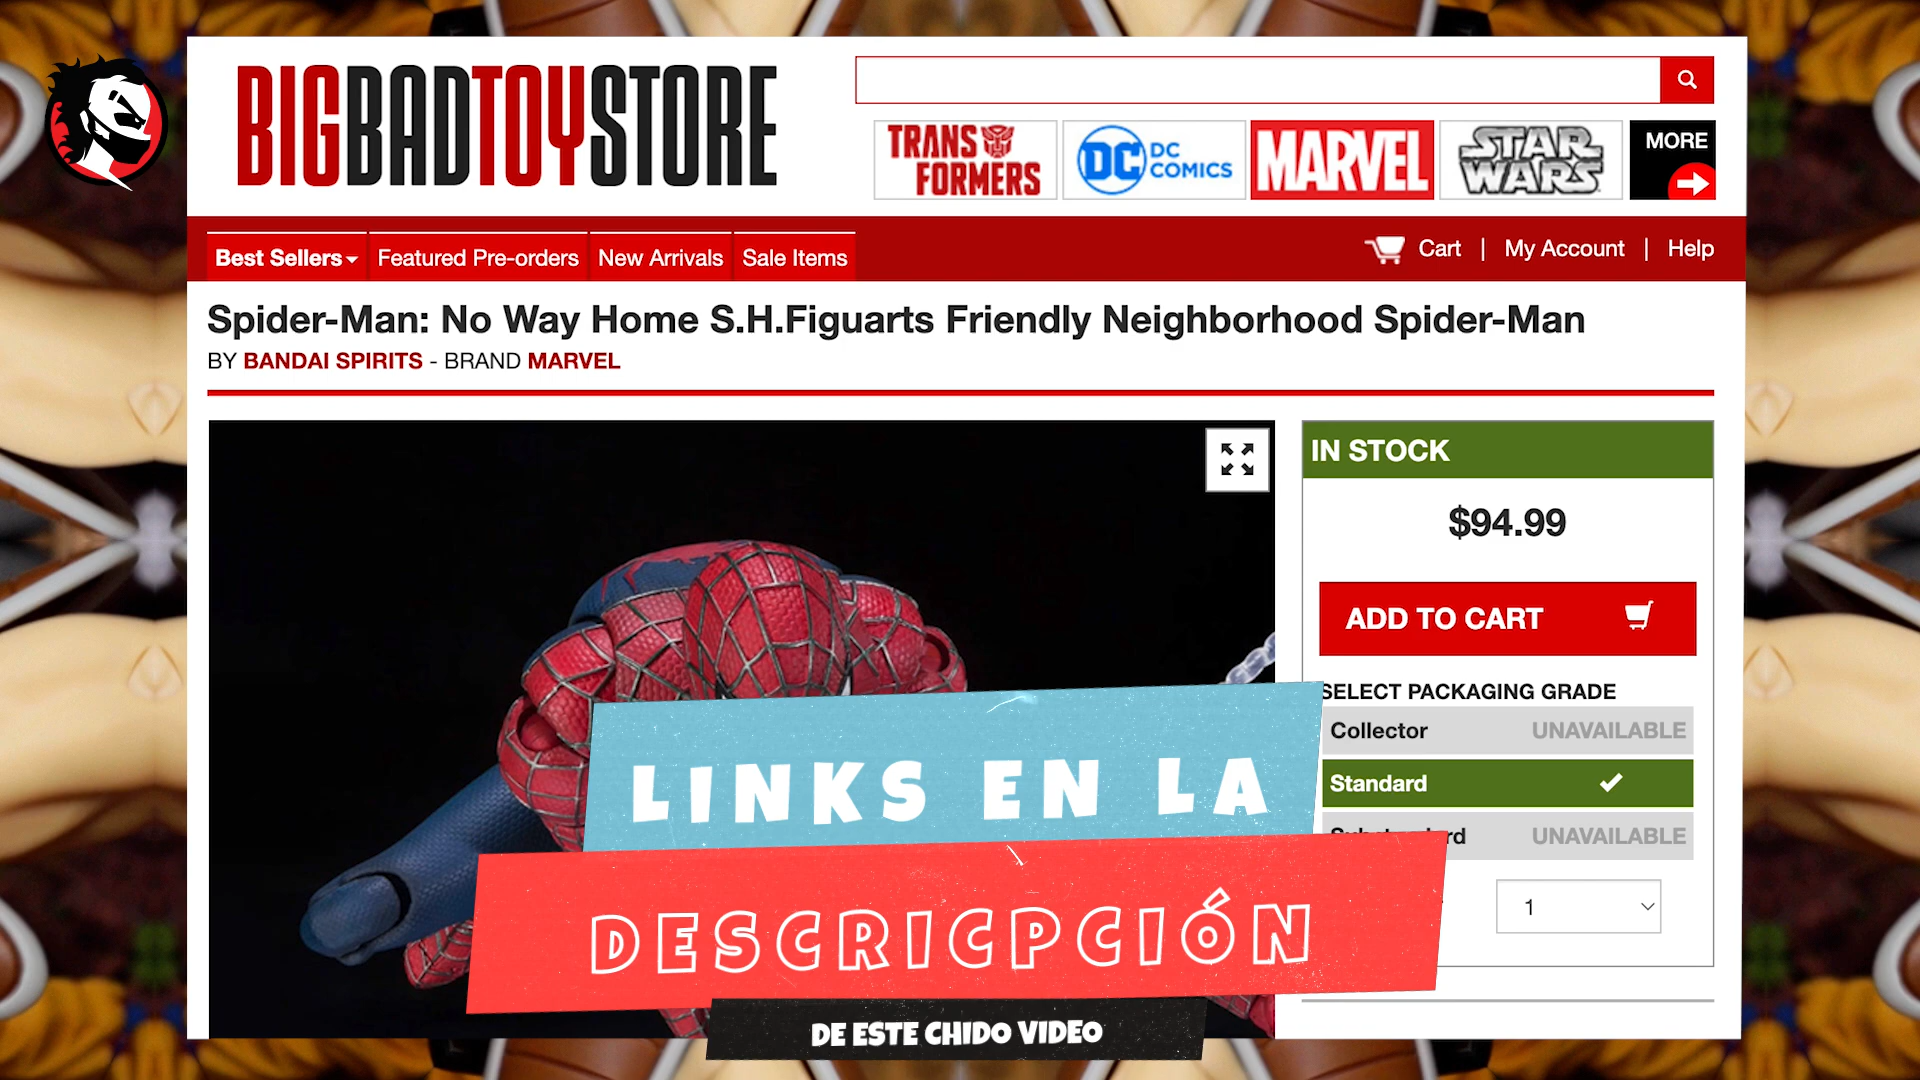 BIGBADTOYSTORE
TRANS
FORMERS
DC
DC
COMICS
MARVEL
STAR
WARS
MORE
Best Sellers
Featured Pre-orders
New Arrivals
Sale Items
Cart | My Account | Help
Spider-Man: No Way Home S.H.Figuarts Friendly Neighborhood Spider-Man
BY BANDAI SPIRITS - BRAND MARVEL
IN STOCK
$94.99
ADD TO CART
SELECT PACKAGING GRADE
Collector UNAVAILABLE
Standard
UNAVAILABLE
1
LINKS EN LA
DESCRICPCIÓN
DE ESTE CHIDO VIDEO